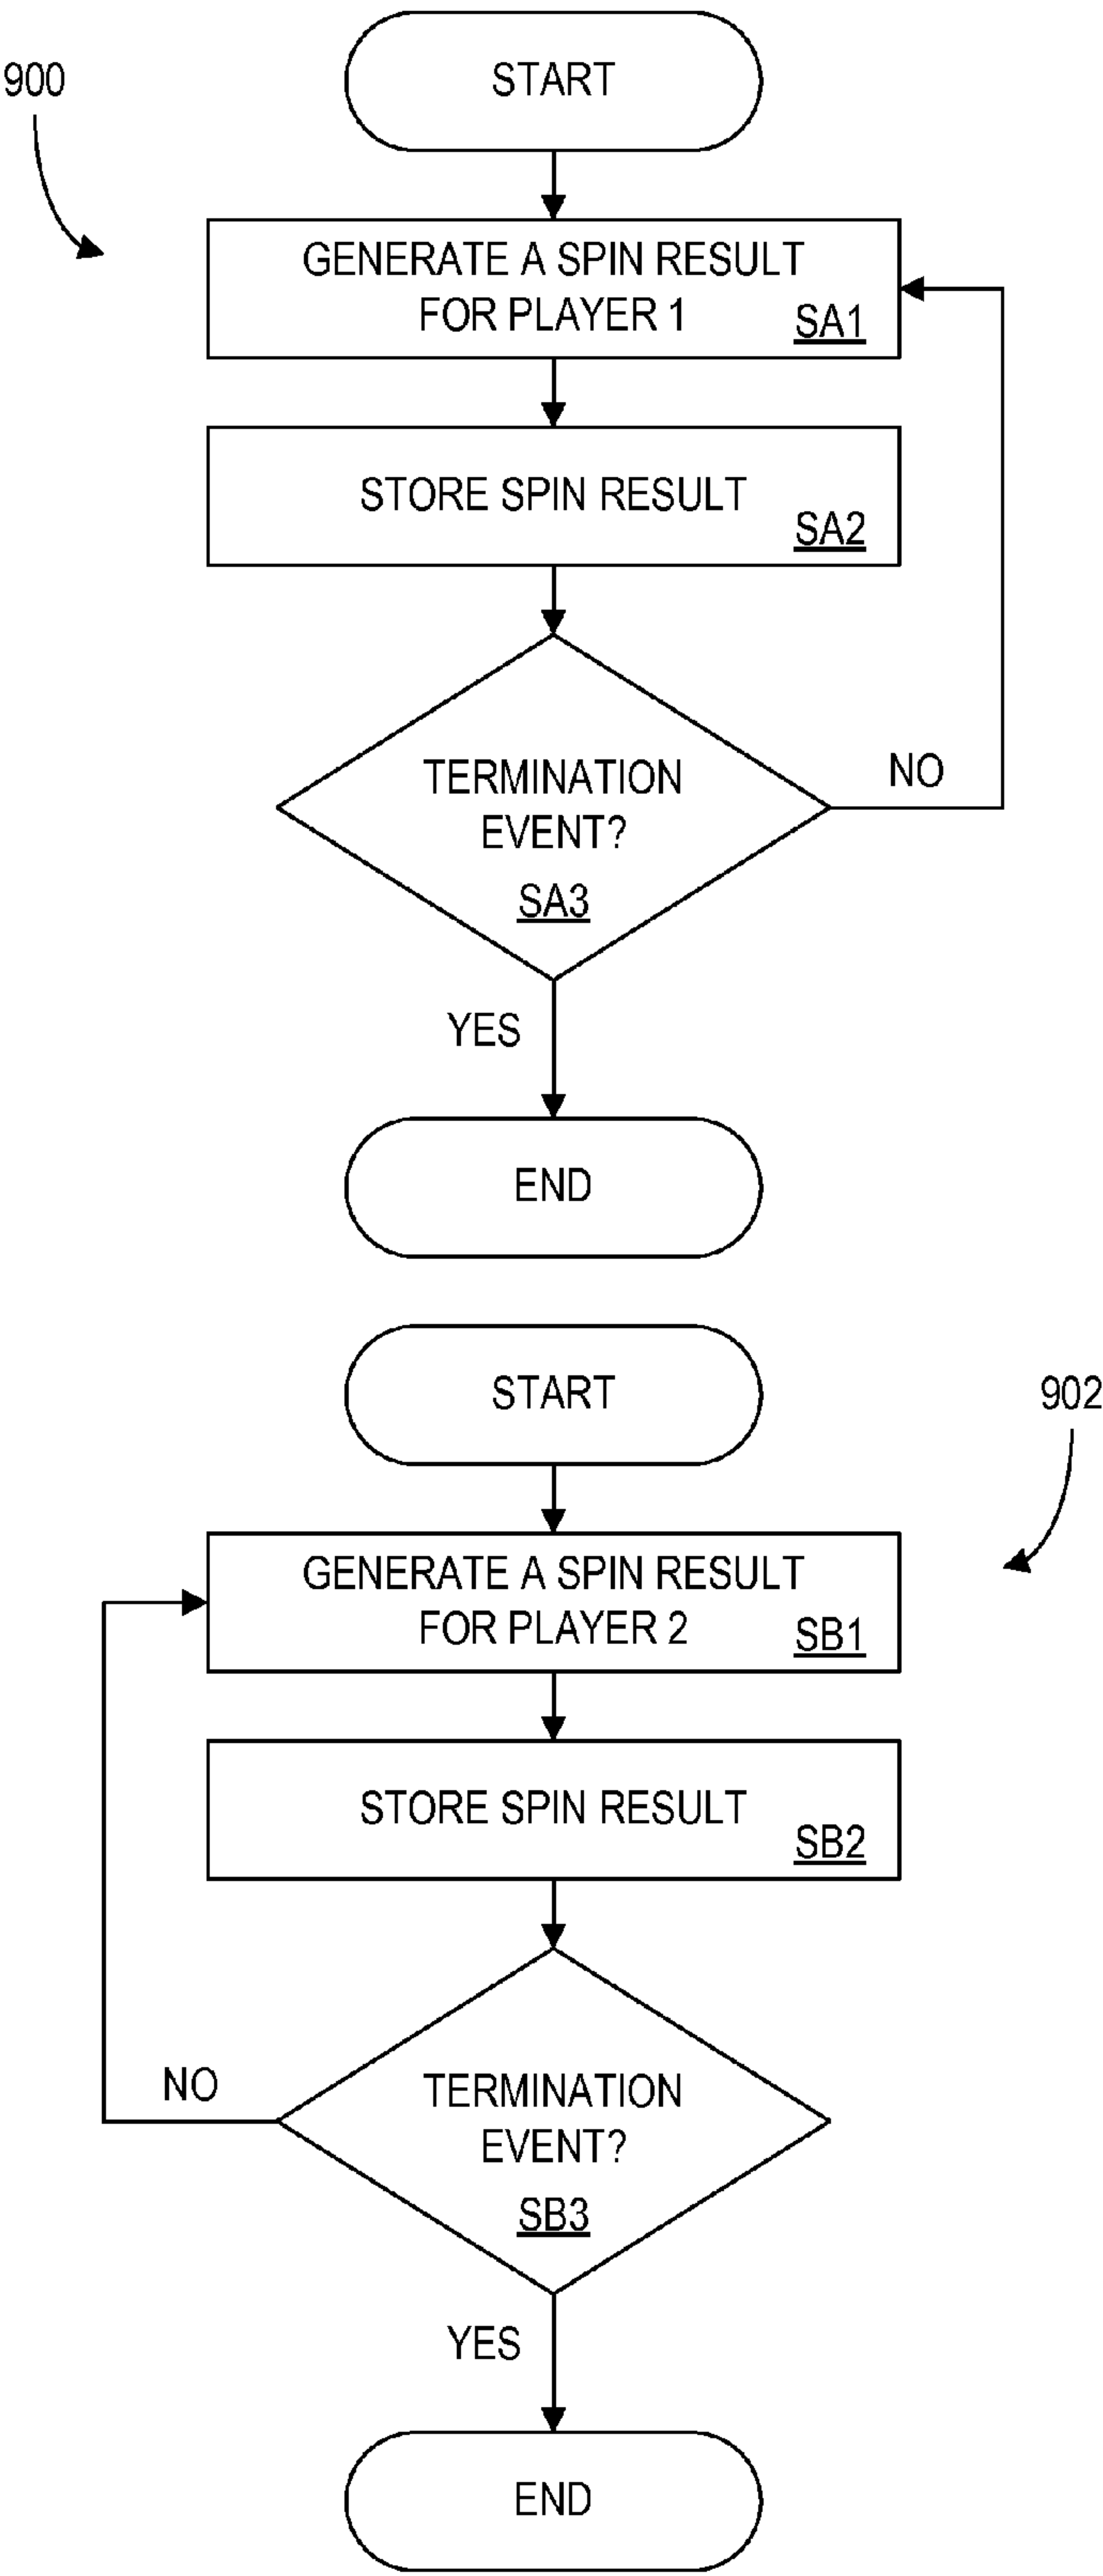 START
900
GENERATE A SPIN RESULT
FOR PLAYER 1
SA1
STORE SPIN RESULT
SA2
NO
TERMINATION
EVENT?
SA3
YES
END
START
902
GENERATE A SPIN RESULT
FOR PLAYER 2
SB1
STORE SPIN RESULT
SB2
NO
TERMINATION
EVENT?
SB3
YES
END